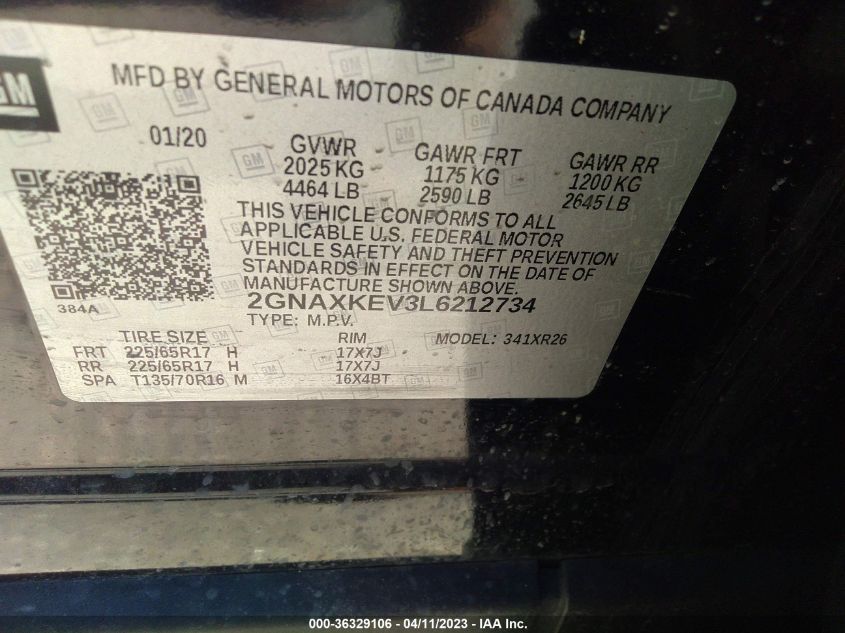 GM
MFD BY GENERAL MOTORS OF CANADA COMPANY
01/20
GVWR
2025 KG
4464 LB
GAWR FRT
1175 KG
2590 LB
GAWR RR
1200 KG
2645 LB
THIS VEHICLE CONFORMS TO ALL
APPLICABLE U.S. FEDERAL MOTOR
VEHICLE SAFETY AND THEFT PREVENTION
STANDARDS IN EFFECT ON THE DATE OF
MANUFACTURE SHOWN ABOVE.
384A
2GNAXKEV3L6212734
TYPE: M.P.V.
MODEL: 341XR26
TIRE SIZE RIM
FRT 225/65R17 H 17X7J
RR 225/65R17 H 17X7J
SPA T135/70R16 M 16X4BT
000-36329106 - 04/11/2023 - IAA Inc.